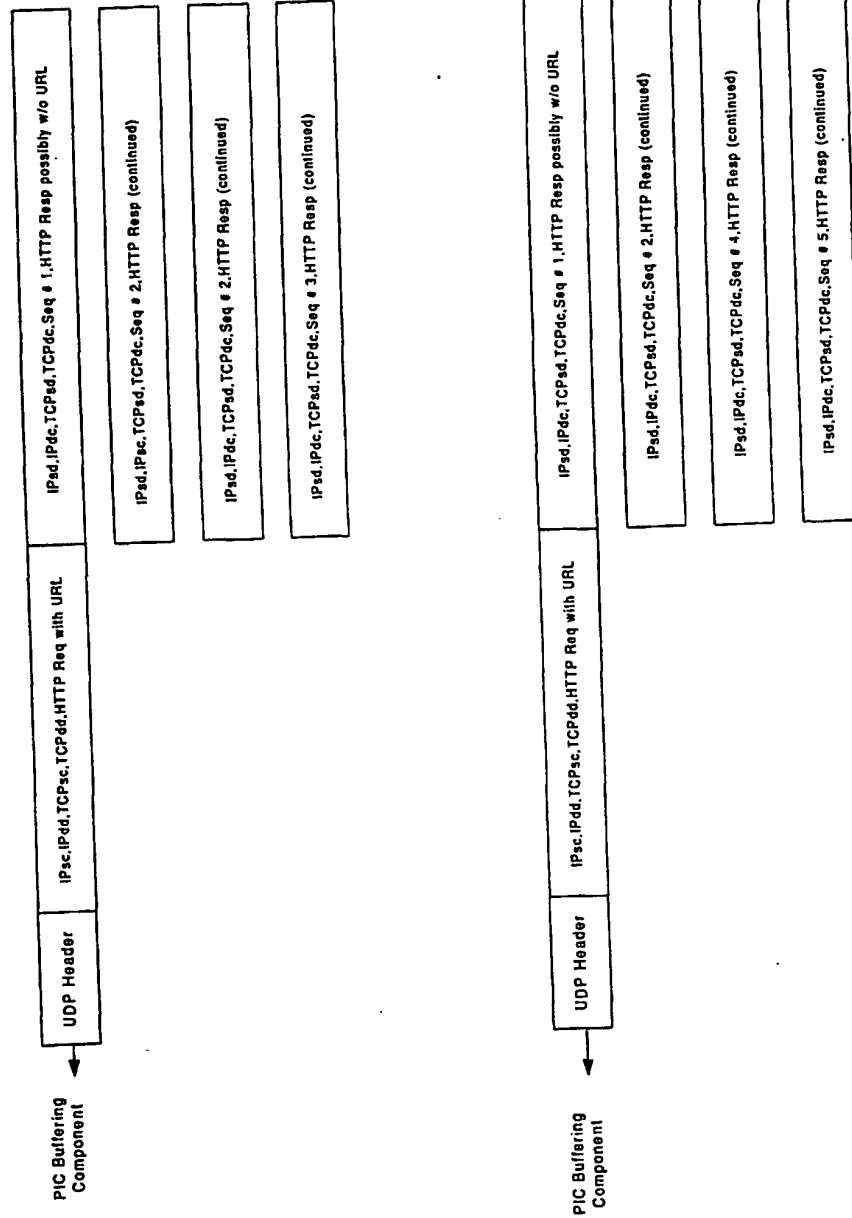 PIC Buffering
Component
UDP Header
IPsc,IPdd,TCPsc,TCPdd,HTTP Req with URL
IPsd,IPdc,TCPsd,TCPdc,Seq # 1,HTTP Resp possibly w/o URL
IPsd,IPsc,TCPsd,TCPdc,Seq # 2,HTTP Resp (continued)
IPsd,IPdc,TCPsd,TCPdc,Seq # 2,HTTP Resp (continued)
IPsd,IPdc,TCPsd,TCPdc,Seq # 3,HTTP Resp (continued)
PIC Buffering
Component
UDP Header
IPsc,IPdd,TCPsc,TCPdd,HTTP Req with URL
IPsd,IPdc,TCPsd,TCPdc,Seq # 1,HTTP Resp possibly w/o URL
IPsd,IPdc,TCPsd,TCPdc,Seq # 2,HTTP Resp (continued)
IPsd,IPdc,TCPsd,TCPdc,Seq # 4,HTTP Resp (continued)
IPsd,IPdc,TCPsd,TCPdc,Seq # 5,HTTP Resp (continued)